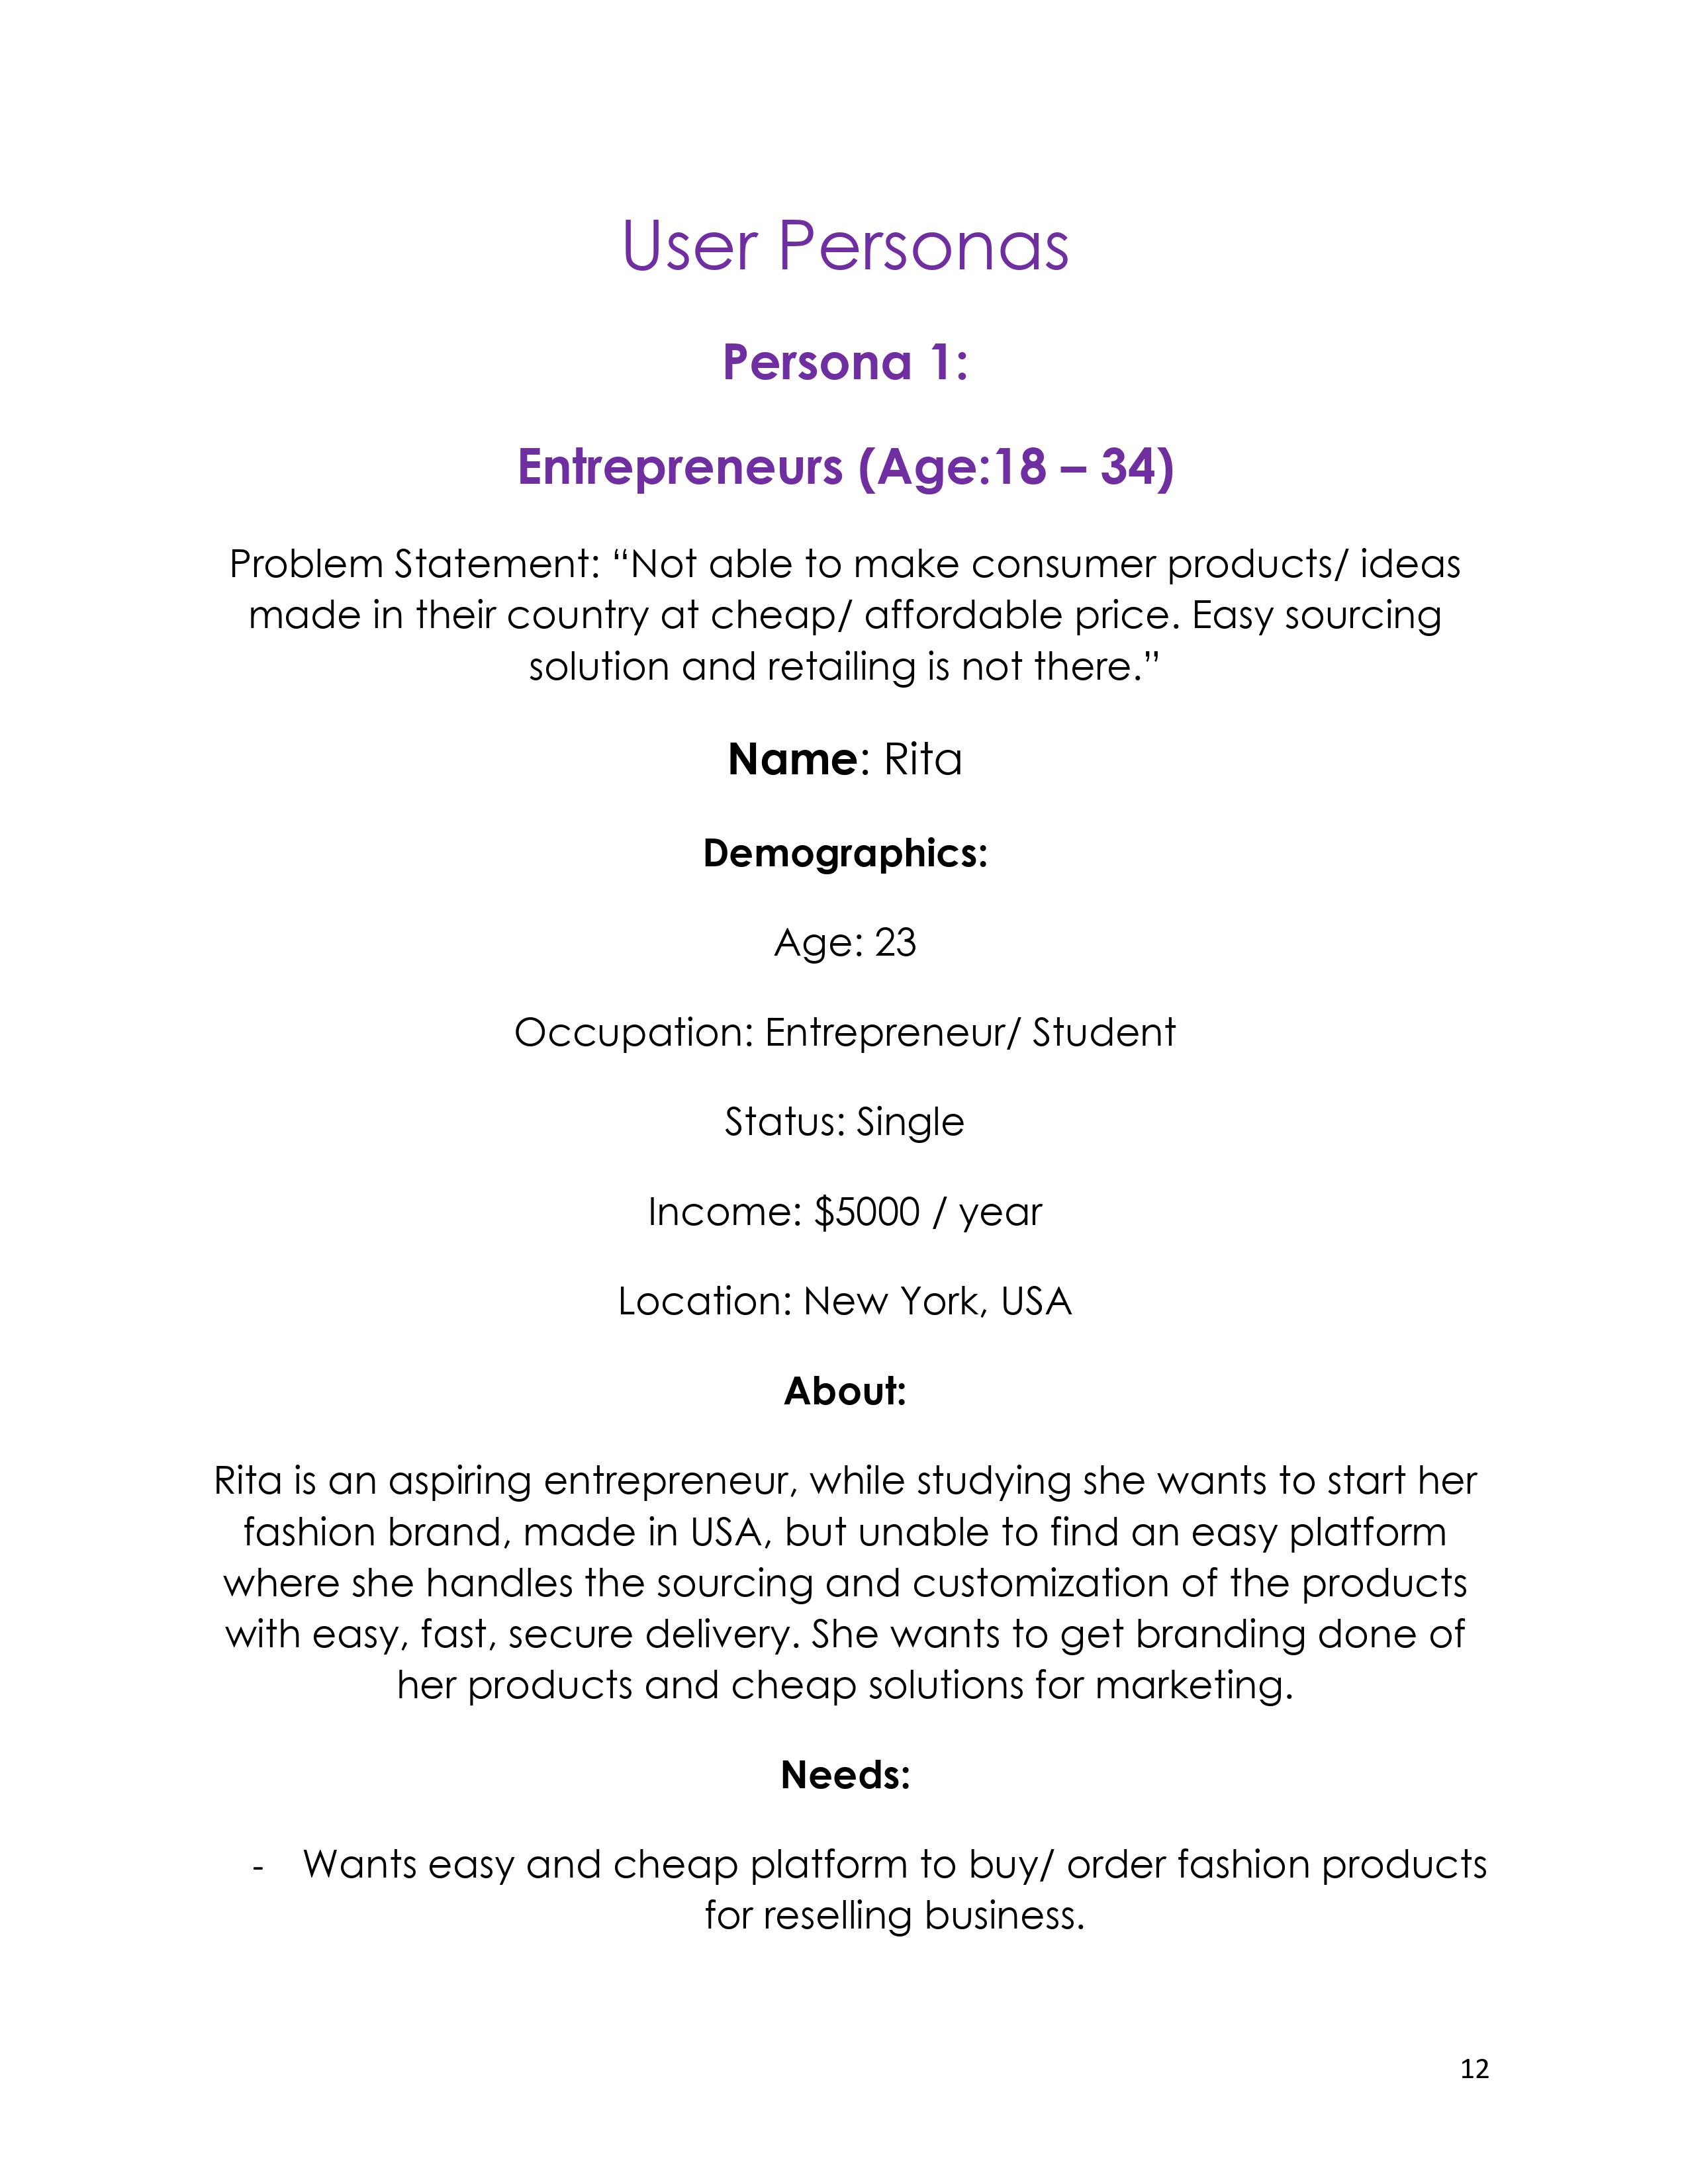 User Personas
Persona 1:
Entrepreneurs (Age:18 – 34)
Problem Statement: “Not able to make consumer products/ ideas
made in their country at cheap/ affordable price. Easy sourcing
solution and retailing is not there.”
Name: Rita
Demographics:
Age: 23
Occupation: Entrepreneur/ Student
Status: Single
Income: $5000 / year
Location: New York, USA
About:
Rita is an aspiring entrepreneur, while studying she wants to start her
fashion brand, made in USA, but unable to find an easy platform
where she handles the sourcing and customization of the products
with easy, fast, secure delivery. She wants to get branding done of
her products and cheap solutions for marketing.
Needs:
- Wants easy and cheap platform to buy/ order fashion products
for reselling business.
12